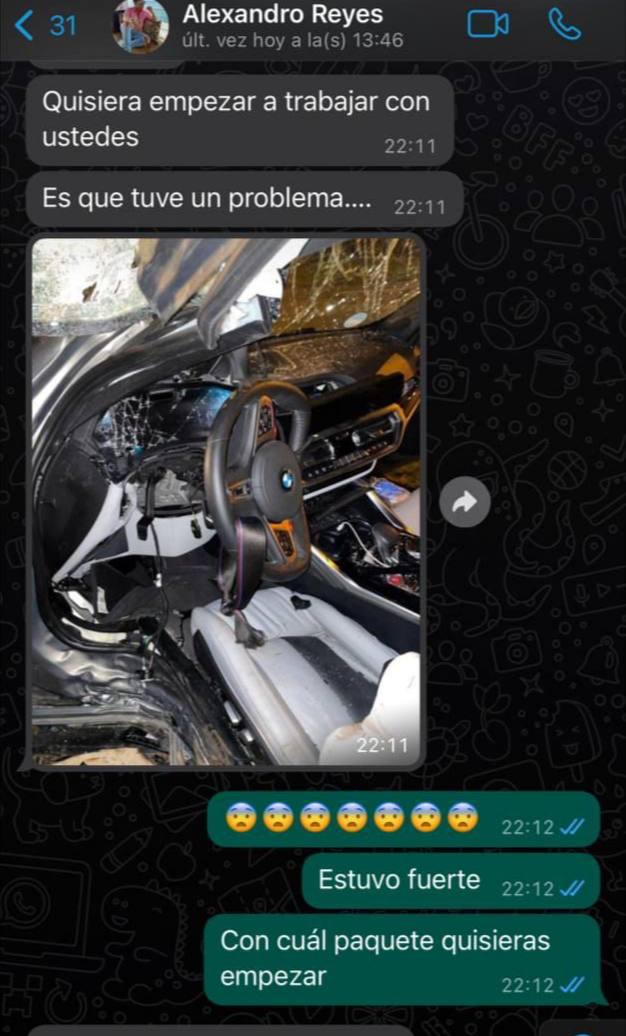 31
Alexandro Reyes
últ. vez hoy a la(s) 13:46
Quisiera empezar a trabajar con
ustedes
22:11
Es que tuve un problema....
22:11
22:11
😨😨😨😨😨😨😨
22:12
Estuvo fuerte
22:12
Con cuál paquete quisieras
empezar
22:12